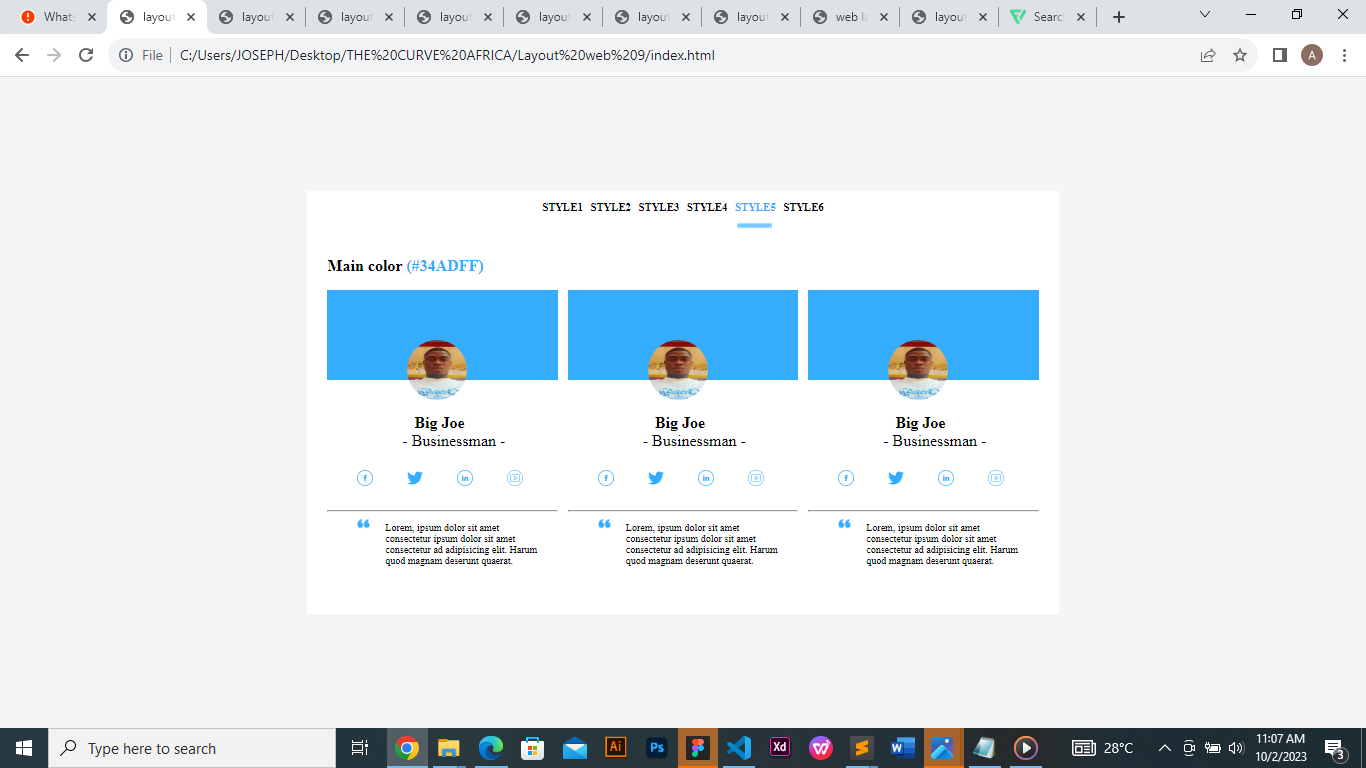 Whats
layout
layout
layout
layout
layout
layout
layout
web l
layout
Searc
File
C:/Users/JOSEPH/Desktop/THE%20CURVE%20AFRICA/Layout%20web%209/index.html
A
STYLE1 STYLE2 STYLE3 STYLE4 STYLE5 STYLE6
Main color (#34ADFF)
Big Joe
- Businessman -
Lorem, ipsum dolor sit amet
consectetur ipsum dolor sit amet
consectetur ad adipisicing elit. Harum
quod magnam deserunt quaerat.
Big Joe
- Businessman -
Lorem, ipsum dolor sit amet
consectetur ipsum dolor sit amet
consectetur ad adipisicing elit. Harum
quod magnam deserunt quaerat.
Big Joe
- Businessman -
Lorem, ipsum dolor sit amet
consectetur ipsum dolor sit amet
consectetur ad adipisicing elit. Harum
quod magnam deserunt quaerat.
Type here to search
Ai
Ps
Xd
28°C
11:07 AM
10/2/2023
3